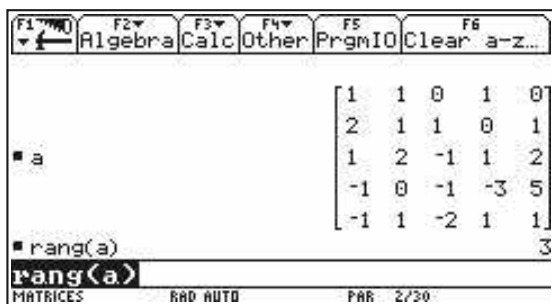 F1 F2 F3 F4 F5 F6
Algebra Calc Other PrgmIO Clear a-z…
1 1 0 1 0
2 1 1 0 1
a 1 2 -1 1 2
-1 0 -1 -3 5
-1 1 -2 1 1
rang(a) 3
rang(a)
MATRICES RAD AUTO PAR 2/30